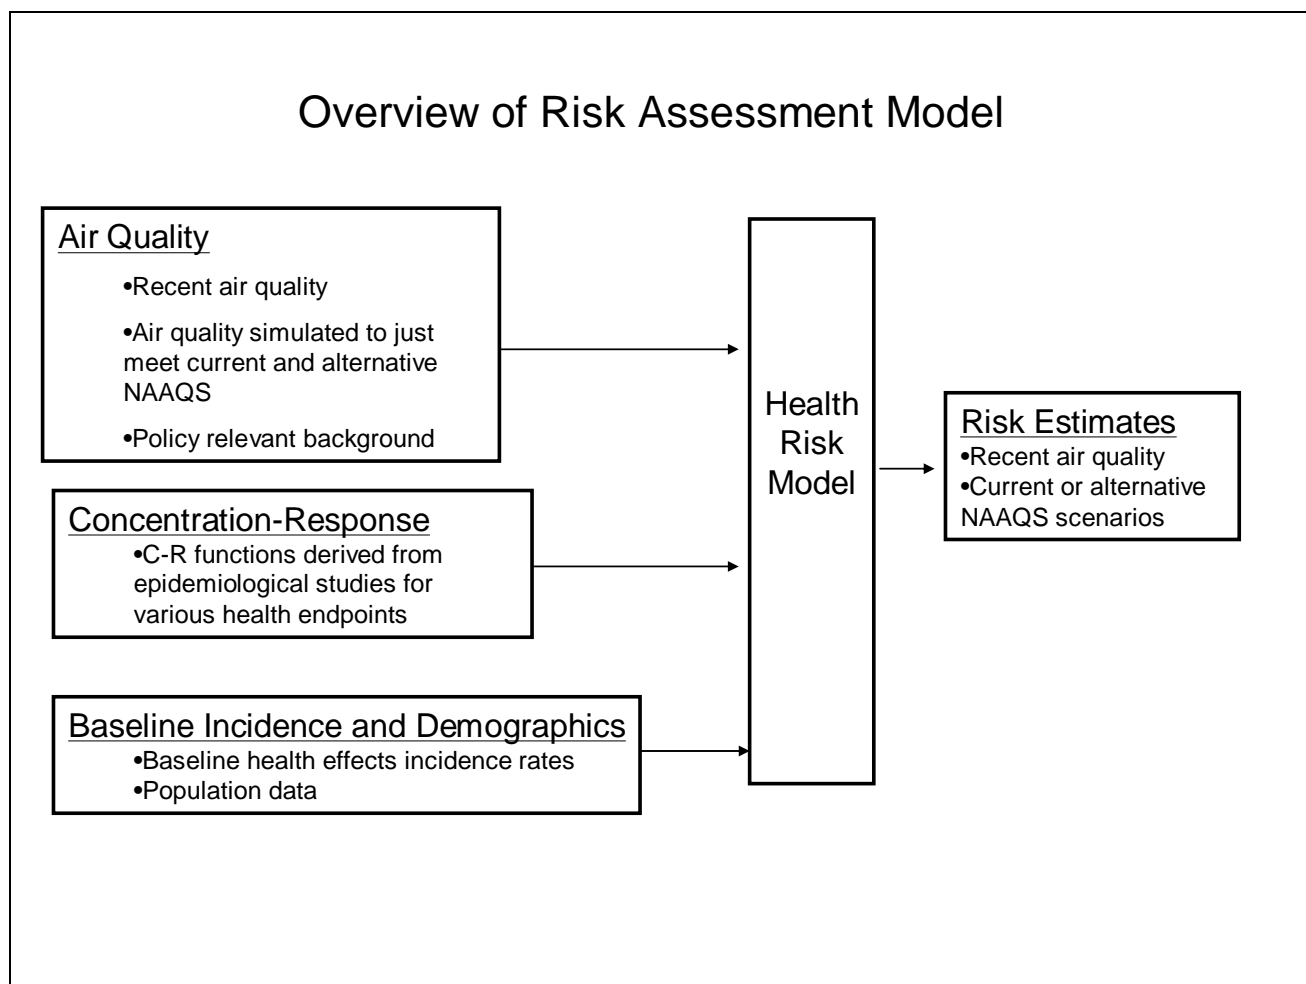 Overview of Risk Assessment Model
Air Quality
•Recent air quality
•Air quality simulated to just
meet current and alternative
NAAQS
•Policy relevant background
Concentration-Response
•C-R functions derived from
epidemiological studies for
various health endpoints
Baseline Incidence and Demographics
•Baseline health effects incidence rates
•Population data
Health
Risk
Model
Risk Estimates
•Recent air quality
•Current or alternative
NAAQS scenarios